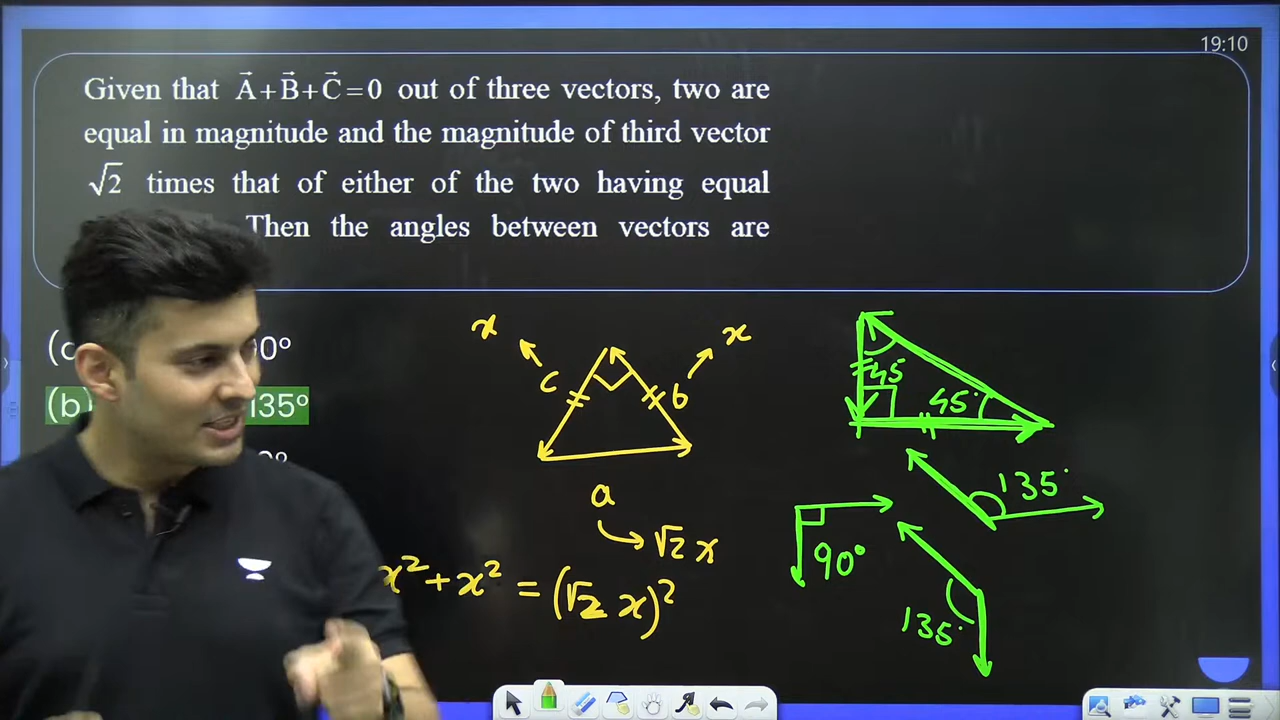 19:10
Given that A⃗+B⃗+C⃗=0 out of three vectors, two are
equal in magnitude and the magnitude of third vector
√2 times that of either of the two having equal
Then the angles between vectors are
0°
(b) 135°
x
x
c
b
a
√2 x
x²+x² = (√2 x)²
45
45°
135°
90°
135°